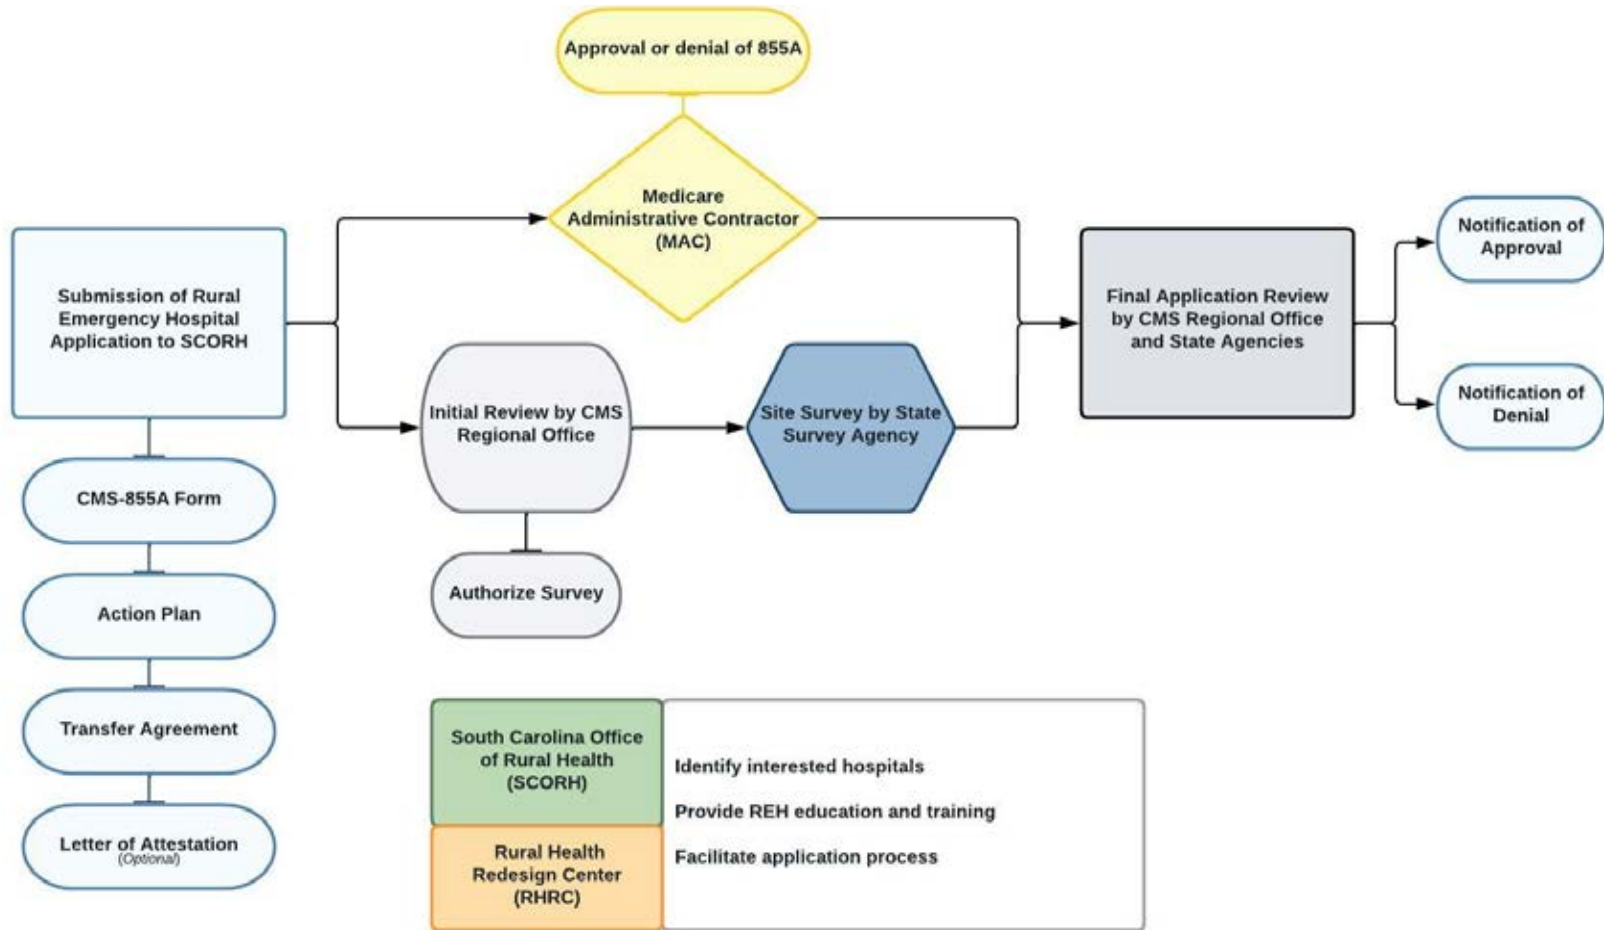 Approval or denial of 855A
Medicare
Administrative Contractor
(MAC)
Submission of Rural
Emergency Hospital
Application to SCORH
CMS-855A Form
Action Plan
Transfer Agreement
Letter of Attestation
(Optional)
Initial Review by CMS
Regional Office
Authorize Survey
Site Survey by State
Survey Agency
Final Application Review
by CMS Regional Office
and State Agencies
Notification of
Approval
Notification of
Denial
South Carolina Office
of Rural Health
(SCORH)
Rural Health
Redesign Center
(RHRC)
Identify interested hospitals
Provide REH education and training
Facilitate application process